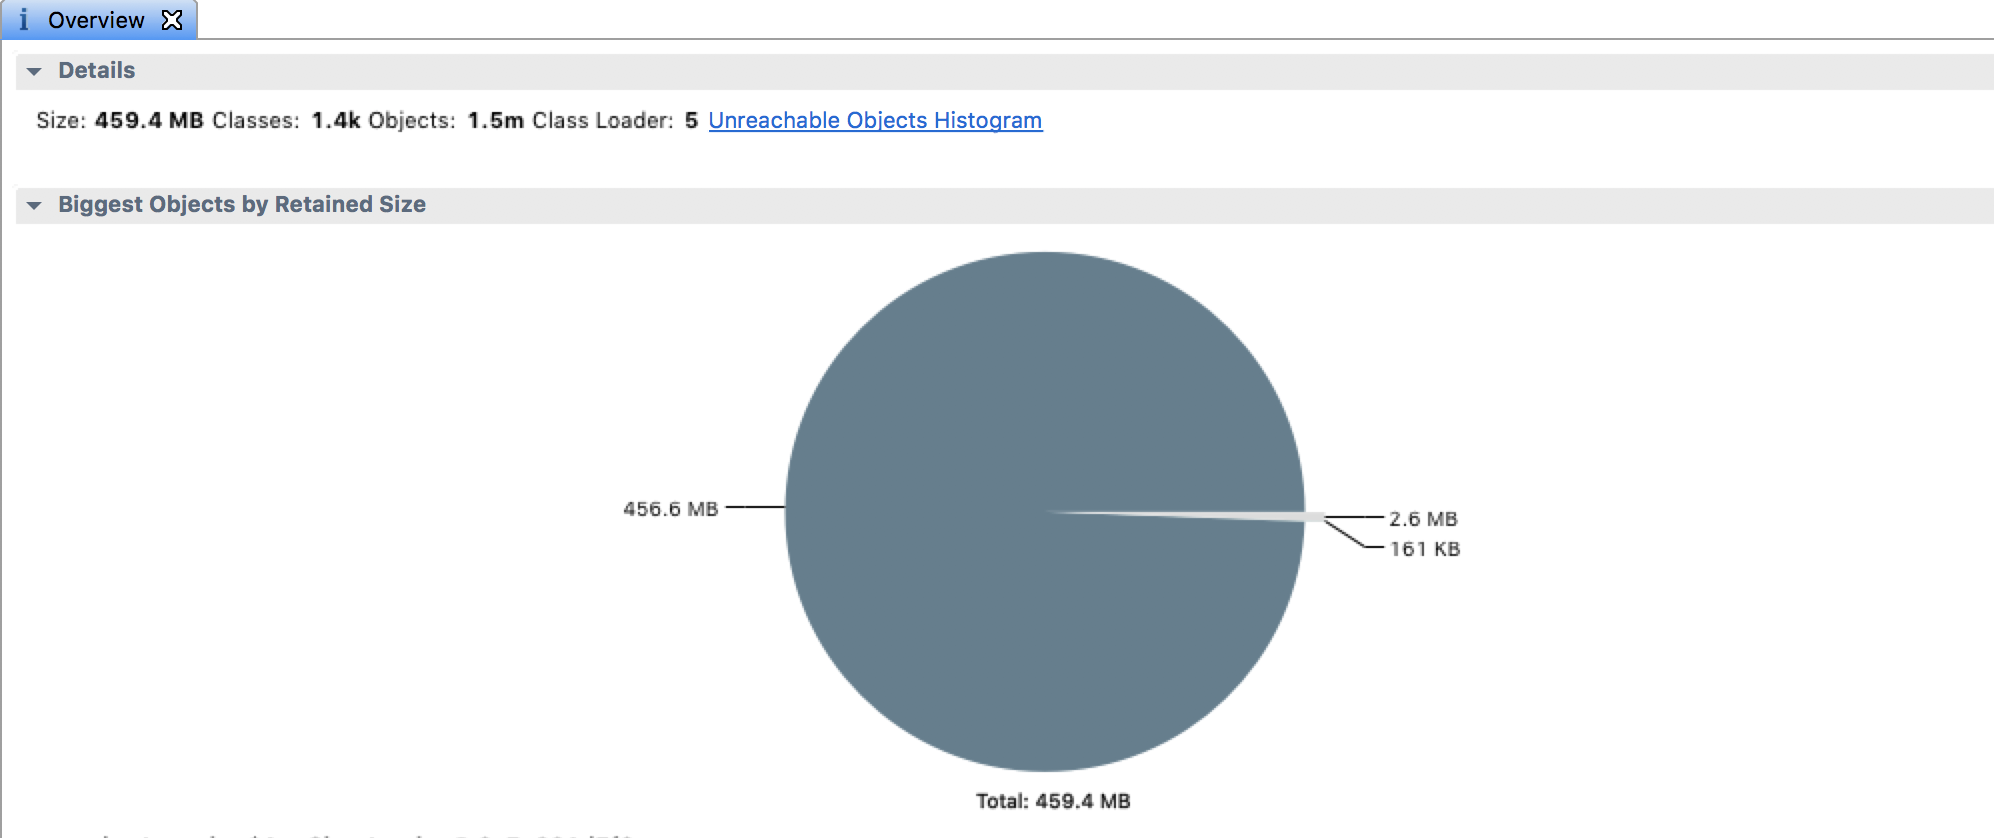 i Overview
Details
Size: 459.4 MB Classes: 1.4k Objects: 1.5m Class Loader: 5 Unreachable Objects Histogram
Biggest Objects by Retained Size
456.6 MB
2.6 MB
161 KB
Total: 459.4 MB